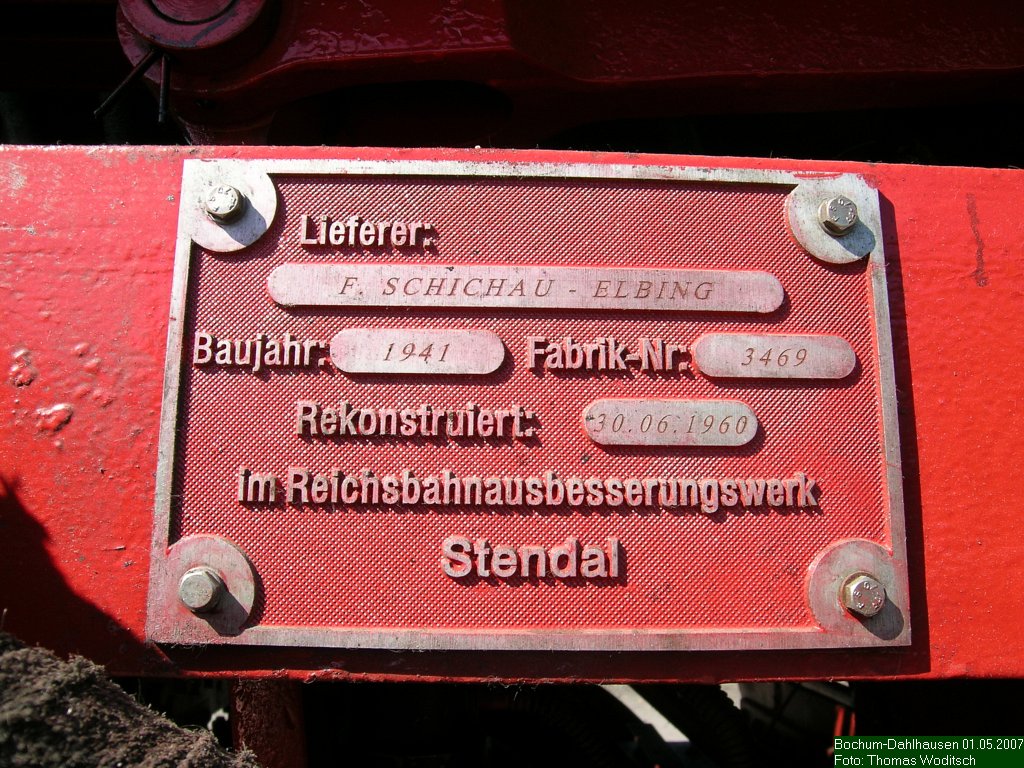 Lieferer:
F. SCHICHAU - ELBING
Baujahr: 1941 Fabrik-Nr.: 3469
Rekonstruiert: 30.06.1960
im Reichsbahnausbesserungswerk
Stendal
Bochum-Dahlhausen 01.05.2007
Foto: Thomas Woditsch